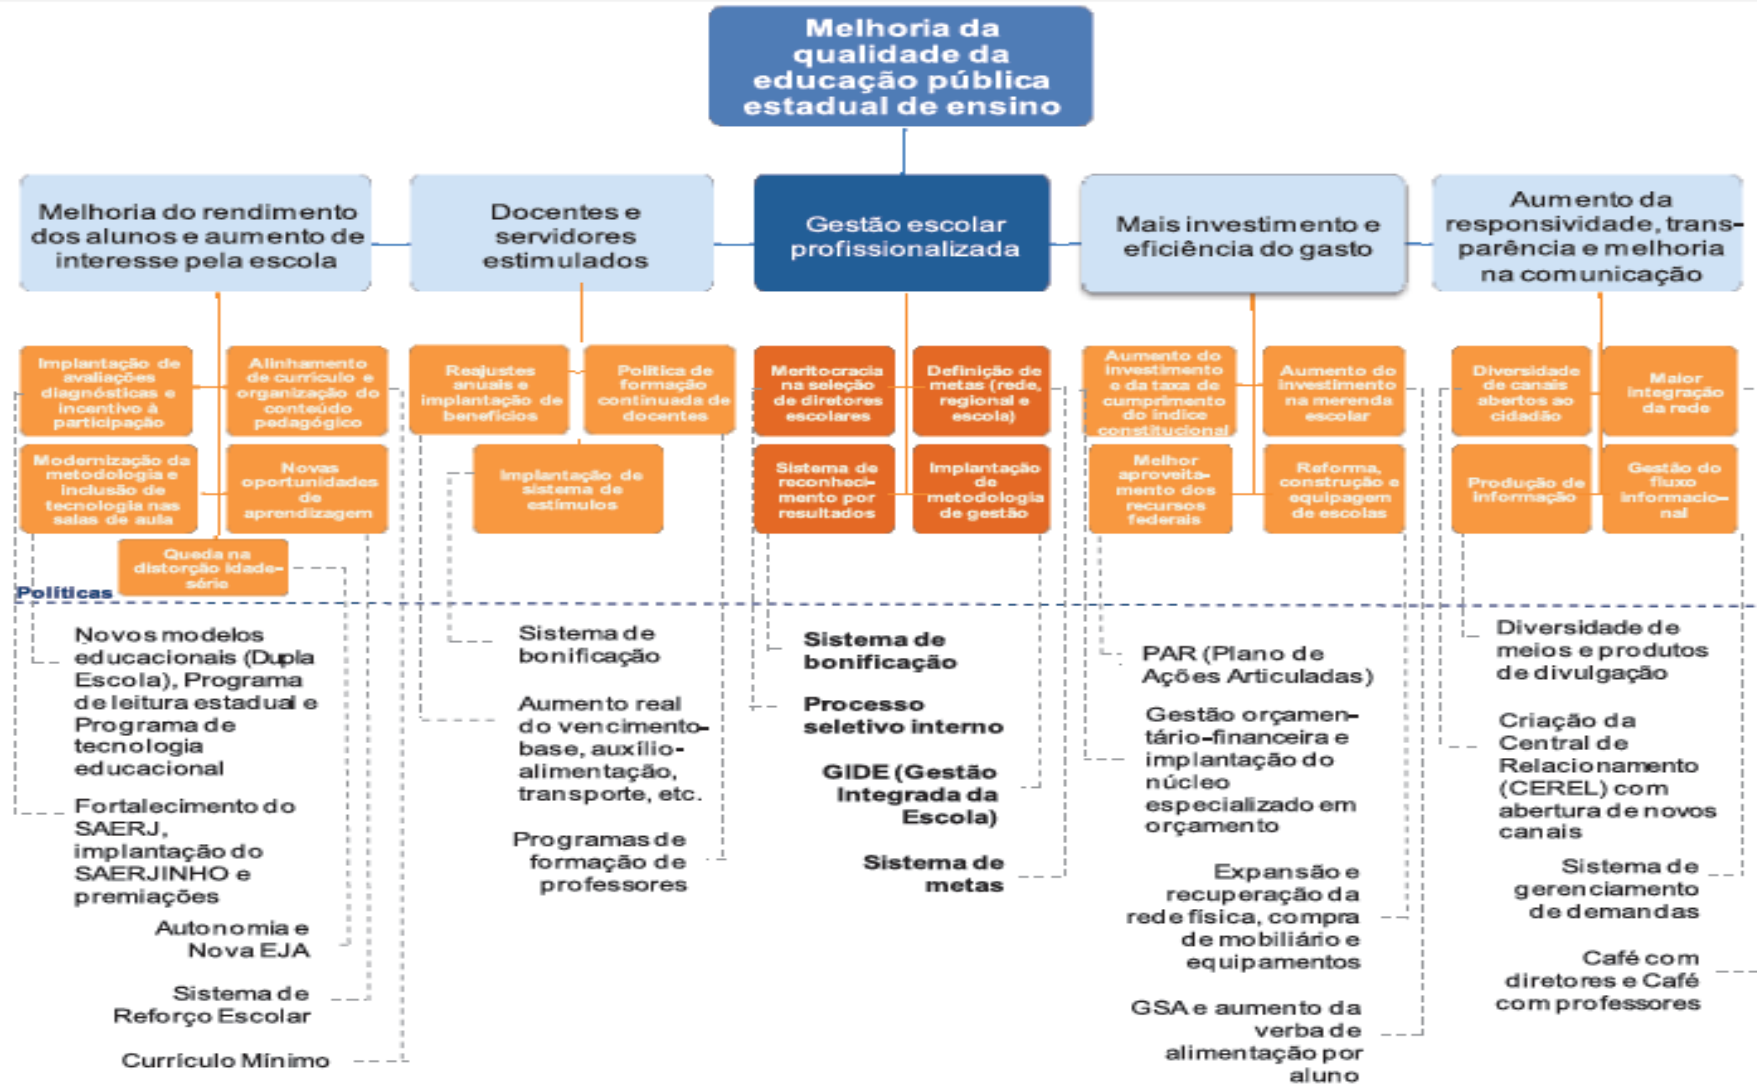 Melhoria da
qualidade da
educação pública
estadual de ensino
Melhoria do rendimento
dos alunos e aumento de
interesse pela escola
Docentes e
servidores
estimulados
Gestão escolar
profissionalizada
Mais investimento e
eficiência do gasto
Aumento da
responsividade, trans-
parência e melhoria
na comunicação
Implantação de
avaliações
diagnósticas e
incentivo à
participação
Alinhamento
de currículo e
organização do
conteúdo
pedagógico
Modernização da
metodologia e
inclusão de
tecnologia nas
salas de aula
Novas
oportunidades
de
aprendizagem
Queda na
distorção idade-
série
Reajustes
anuais e
implantação de
benefícios
Política de
formação
continuada de
docentes
Implantação de
sistema de
estímulos
Meritocracia
na seleção
de diretores
escolares
Definição de
metas (rede,
regional e
escola)
Sistema de
reconheci-
mento por
resultados
Implantação
de
metodologia
de gestão
Aumento do
investimento
e da taxa de
cumprimento
do índice
constitucional
Aumento do
investimento
na merenda
escolar
Melhor
aproveita-
mento dos
recursos
federais
Reforma,
construção e
equipagem
de escolas
Diversidade
de canais
abertos ao
cidadão
Maior
integração
da rede
Produção de
informação
Gestão do
fluxo
informacio-
nal
Políticas
Novos modelos
educacionais (Dupla
Escola), Programa
de leitura estadual e
Programa de
tecnologia
educacional
Fortalecimento do
SAERJ,
implantação do
SAERJINHO e
premiações
Autonomia e
Nova EJA
Sistema de
Reforço Escolar
Currículo Mínimo
Sistema de
bonificação
Aumento real
do vencimento-
base, auxílio-
alimentação,
transporte, etc.
Programas de
formação de
professores
Sistema de
bonificação
Processo
seletivo interno
GIDE (Gestão
Integrada da
Escola)
Sistema de
metas
PAR (Plano de
Ações Articuladas)
Gestão orçamen-
tário-financeira e
implantação do
núcleo
especializado em
orçamento
Expansão e
recuperação da
rede física, compra
de mobiliário e
equipamentos
GSA e aumento da
verba de
alimentação por
aluno
Diversidade de
meios e produtos
de divulgação
Criação da
Central de
Relacionamento
(CEREL) com
abertura de novos
canais
Sistema de
gerenciamento
de demandas
Café com
diretores e Café
com professores